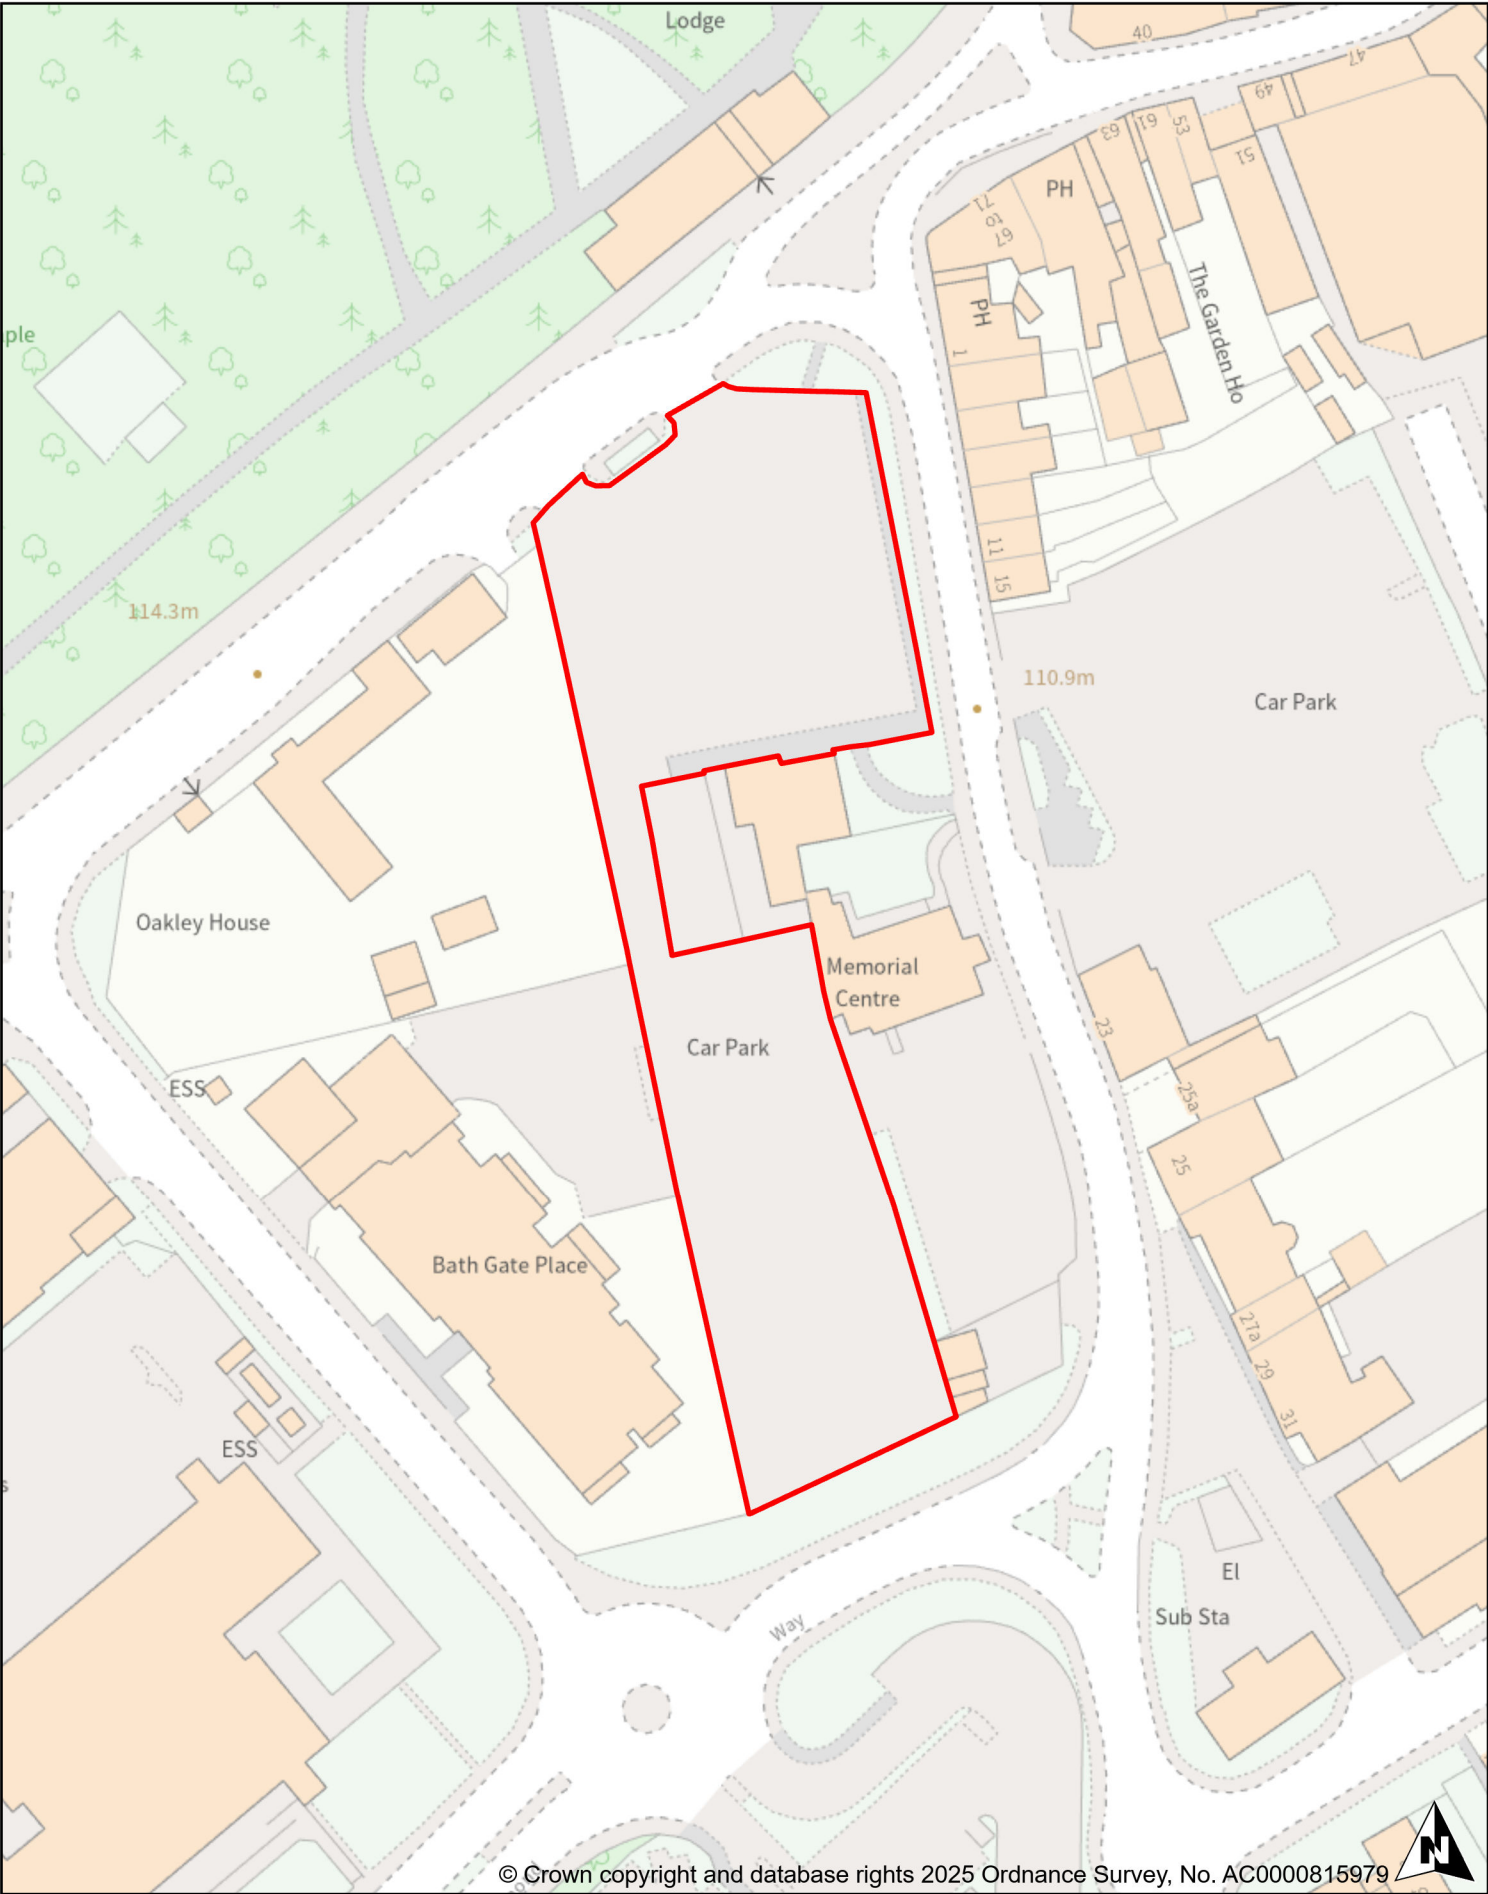 Lodge
40
47
49
53
61
63
51
PH
71
19
67
PH
The Garden Ho
1
ple
11
15
114.3m
110.9m
Car Park
Oakley House
Memorial
Centre
23
Car Park
ESS
25a
25
Bath Gate Place
27a
29
31
ESS
s
El
Sub Sta
Way
N
© Crown copyright and database rights 2025 Ordnance Survey, No. AC0000815979